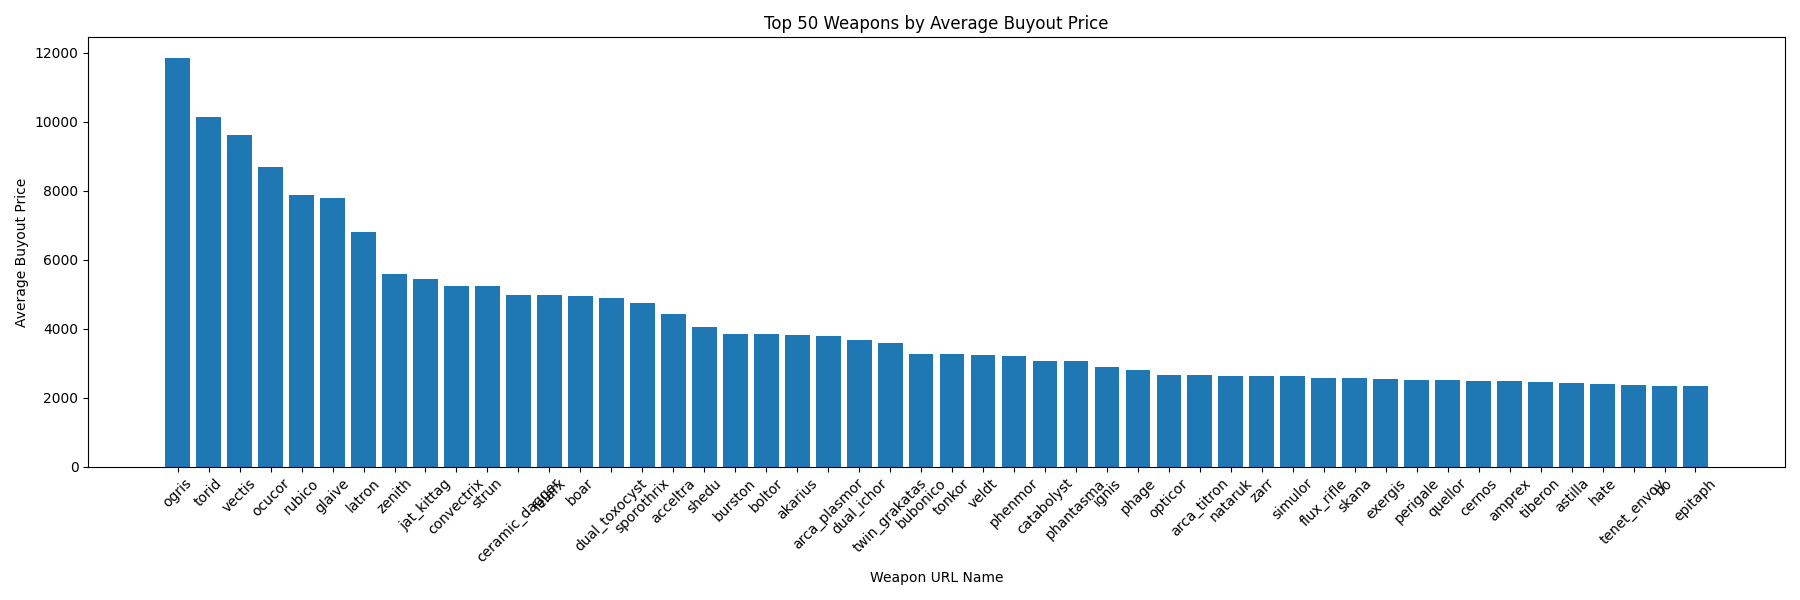 Top 50 Weapons by Average Buyout Price
12000
10000
8000
6000
4000
2000
0
Average Buyout Price
ogris
torid
vectis
ocucor
rubico
glaive
latron
zenith
jat_kittag
convectrix
strun
ceramic_dagger
furax
boar
dual_toxocyst
sporothrix
acceltra
shedu
burston
boltor
akarius
arca_plasmor
dual_ichor
twin_grakatas
bubonico
tonkor
veldt
phenmor
catabolyst
phantasma
ignis
phage
opticor
arca_titron
nataruk
zarr
simulor
flux_rifle
skana
exergis
perigale
quellor
cernos
amprex
tiberon
astilla
hate
tenet_envoy
bo
epitaph
Weapon URL Name